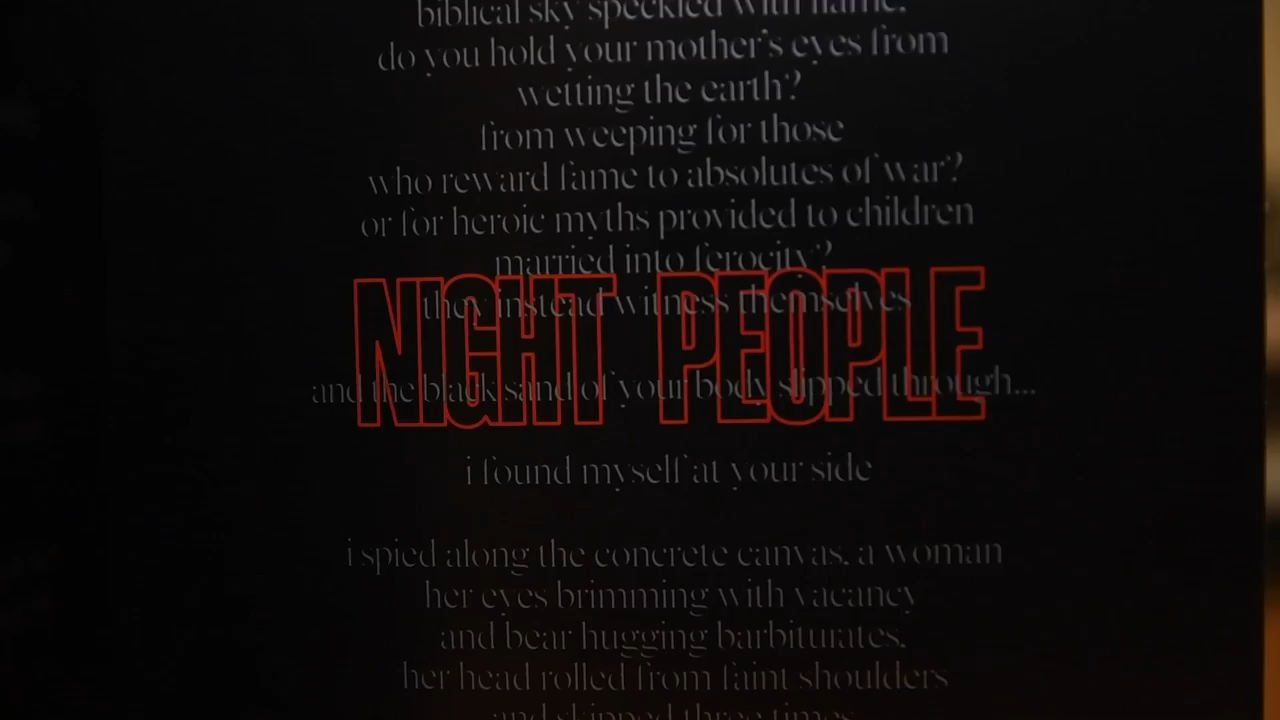 biblical sky speckled with flame.
do you hold your mother's eyes from
wetting the earth?
from weeping for those
who reward fame to absolutes of war?
or for heroic myths provided to children
married into ferocity?
they instead witness themselves
NIGHT PEOPLE
and the black sand of your body slipped through...
i found myself at your side
i spied along the concrete canvas. a woman
her eyes brimming with vacancy
and bear hugging barbiturates.
her head rolled from faint shoulders
and skipped three times